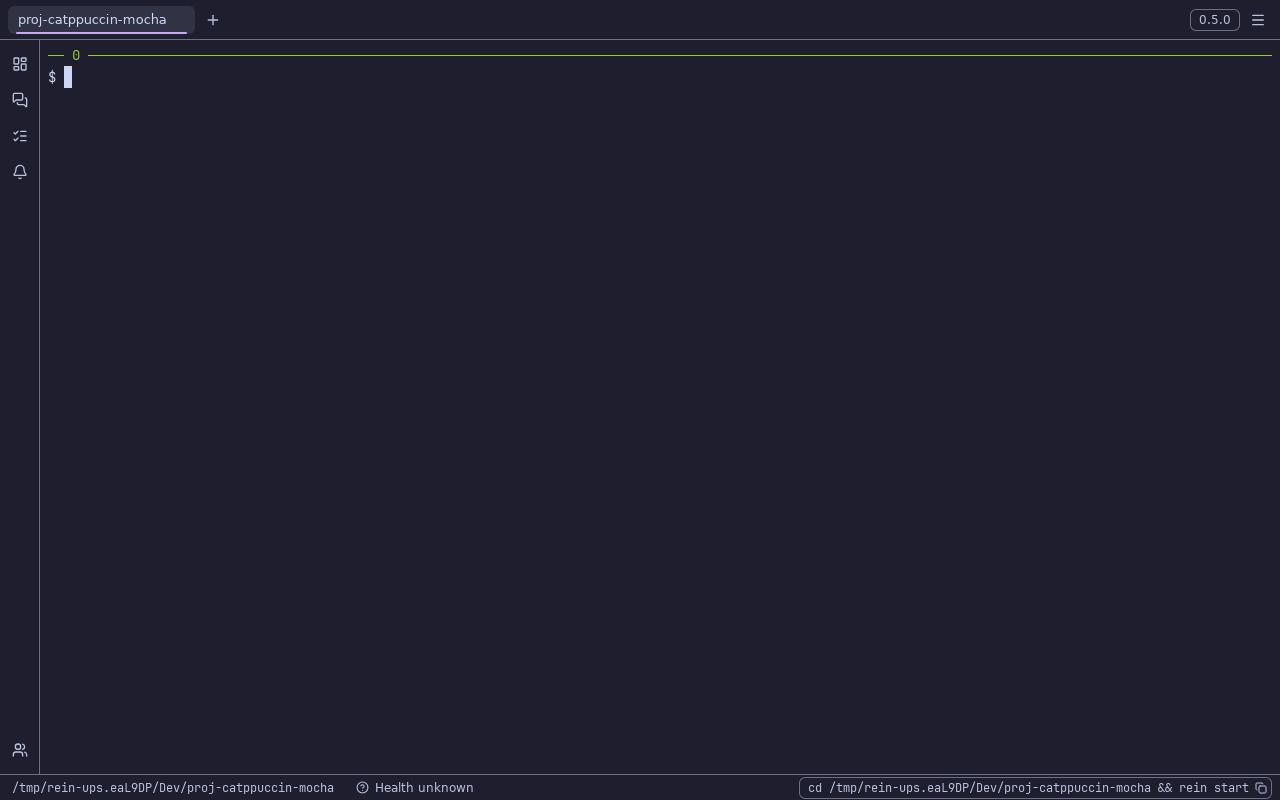 proj-catppuccin-mocha
0.5.0
0
$
/tmp/rein-ups.eaL9DP/Dev/proj-catppuccin-mocha
Health unknown
cd /tmp/rein-ups.eaL9DP/Dev/proj-catppuccin-mocha && rein start